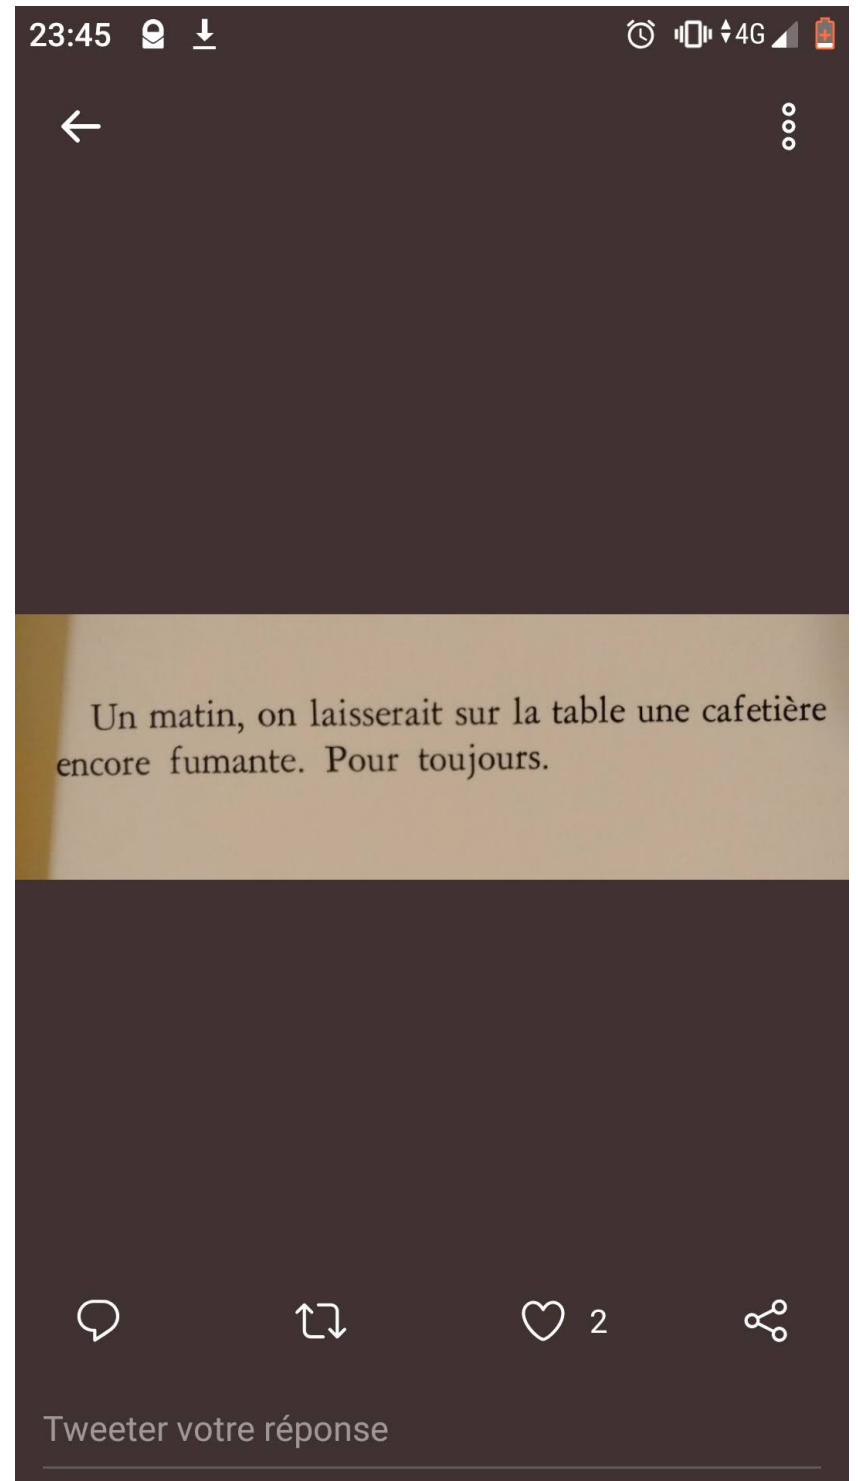 23:45
4G
Un matin, on laisserait sur la table une cafetière
encore fumante. Pour toujours.
2
Tweeter votre réponse